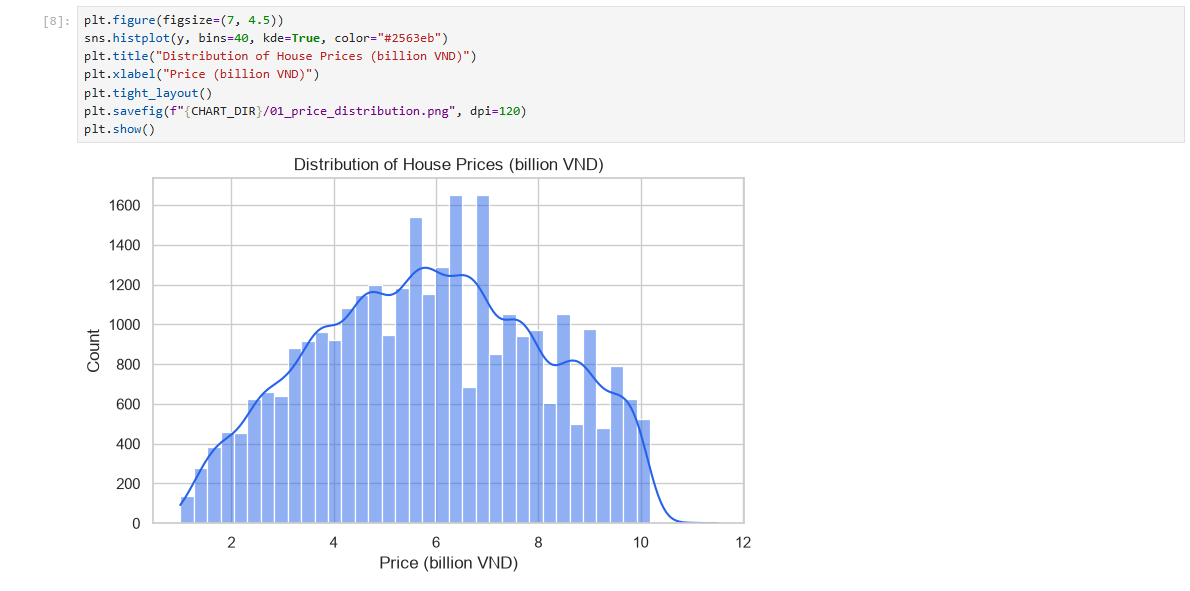 [8]: plt.figure(figsize=(7, 4.5))
sns.histplot(y, bins=40, kde=True, color="#2563eb")
plt.title("Distribution of House Prices (billion VND)")
plt.xlabel("Price (billion VND)")
plt.tight_layout()
plt.savefig(f"{CHART_DIR}/01_price_distribution.png", dpi=120)
plt.show()
Distribution of House Prices (billion VND)
1600
1400
1200
1000
800
600
400
200
0
Count
2 4 6 8 10 12
Price (billion VND)